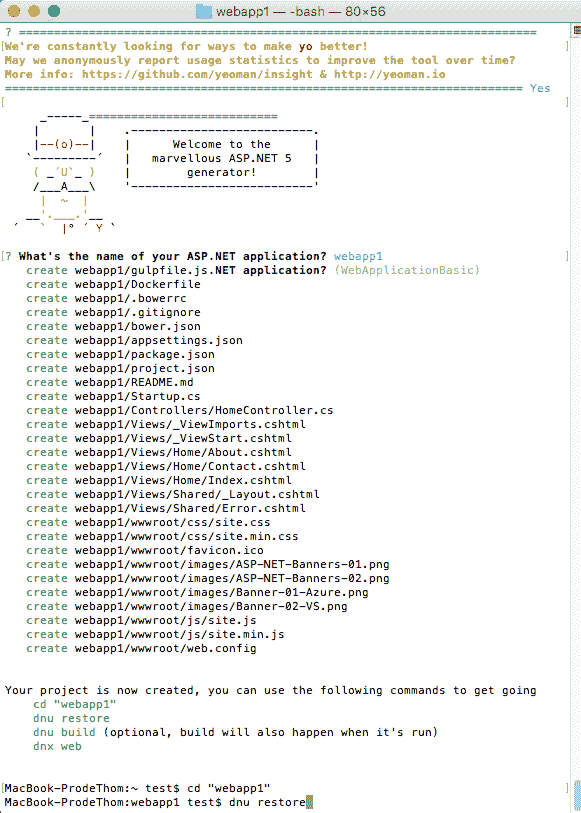 webapp1 — -bash — 80×56
? ==========================================================================
[We're constantly looking for ways to make yo better! ]
May we anonymously report usage statistics to improve the tool over time?
More info: https://github.com/yeoman/insight & http://yeoman.io
========================================================================== Yes
[ ]
_-----_===========================
| | .--------------------------.
|--(o)--| | Welcome to the |
`---------´ | marvellous ASP.NET 5 |
( _´U`_ ) | generator! |
/___A___\ '--------------------------'
| ~ |
__'.___.'__
´ ` |° ´ Y `
[? What's the name of your ASP.NET application? webapp1 ]
create webapp1/gulpfile.js.NET application? (WebApplicationBasic)
create webapp1/Dockerfile
create webapp1/.bowerrc
create webapp1/.gitignore
create webapp1/bower.json
create webapp1/appsettings.json
create webapp1/package.json
create webapp1/project.json
create webapp1/README.md
create webapp1/Startup.cs
create webapp1/Controllers/HomeController.cs
create webapp1/Views/_ViewImports.cshtml
create webapp1/Views/_ViewStart.cshtml
create webapp1/Views/Home/About.cshtml
create webapp1/Views/Home/Contact.cshtml
create webapp1/Views/Home/Index.cshtml
create webapp1/Views/Shared/_Layout.cshtml
create webapp1/Views/Shared/Error.cshtml
create webapp1/wwwroot/css/site.css
create webapp1/wwwroot/css/site.min.css
create webapp1/wwwroot/favicon.ico
create webapp1/wwwroot/images/ASP-NET-Banners-01.png
create webapp1/wwwroot/images/ASP-NET-Banners-02.png
create webapp1/wwwroot/images/Banner-01-Azure.png
create webapp1/wwwroot/images/Banner-02-VS.png
create webapp1/wwwroot/js/site.js
create webapp1/wwwroot/js/site.min.js
create webapp1/wwwroot/web.config
Your project is now created, you can use the following commands to get going
cd "webapp1"
dnu restore
dnu build (optional, build will also happen when it's run)
dnx web
[MacBook-ProdeThom:~ test$ cd "webapp1" ]
MacBook-ProdeThom:webapp1 test$ dnu restore